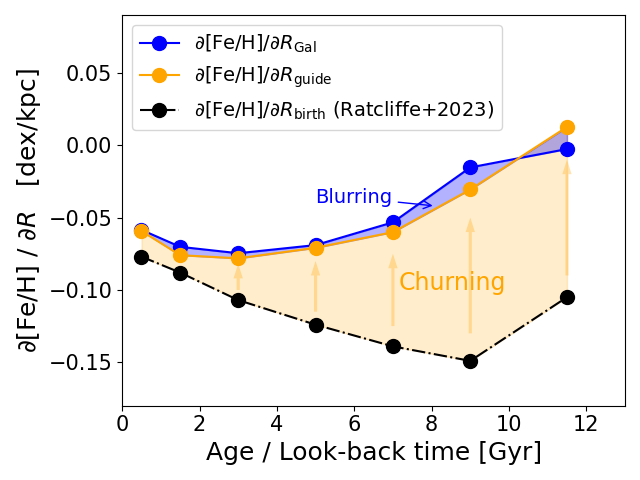 ∂[Fe/H]/∂R_Gal
∂[Fe/H]/∂R_guide
∂[Fe/H]/∂R_birth (Ratcliffe+2023)
∂[Fe/H] / ∂R [dex/kpc]
0.05
0.00
−0.05
−0.10
−0.15
Blurring
Churning
0 2 4 6 8 10 12
Age / Look-back time [Gyr]